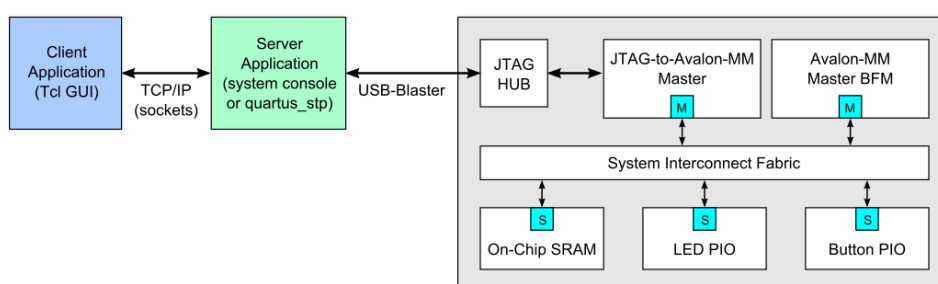 Client
Application
(Tcl GUI)
TCP/IP
(sockets)
Server
Application
(system console
or quartus_stp)
USB-Blaster
JTAG
HUB
JTAG-to-Avalon-MM
Master
M
Avalon-MM
Master BFM
M
System Interconnect Fabric
S
On-Chip SRAM
S
LED PIO
S
Button PIO